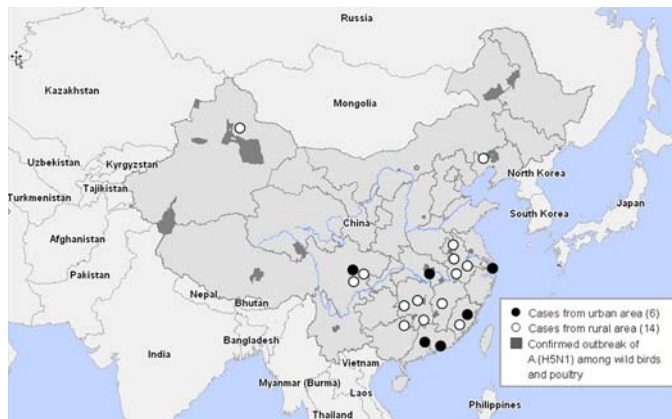 Russia
Kazakhstan
Mongolia
Uzbekistan
Kyrgyzstan
Turkmenistan
Tajikistan
North Korea
South Korea
Japan
China
Afghanistan
Pakistan
Nepal
Bhutan
India
Bangladesh
Myanmar (Burma)
Vietnam
Laos
Thailand
Philippines
Cases from urban area (6)
Cases from rural area (14)
Confirmed outbreak of
A (H5N1) among wild birds
and poultry